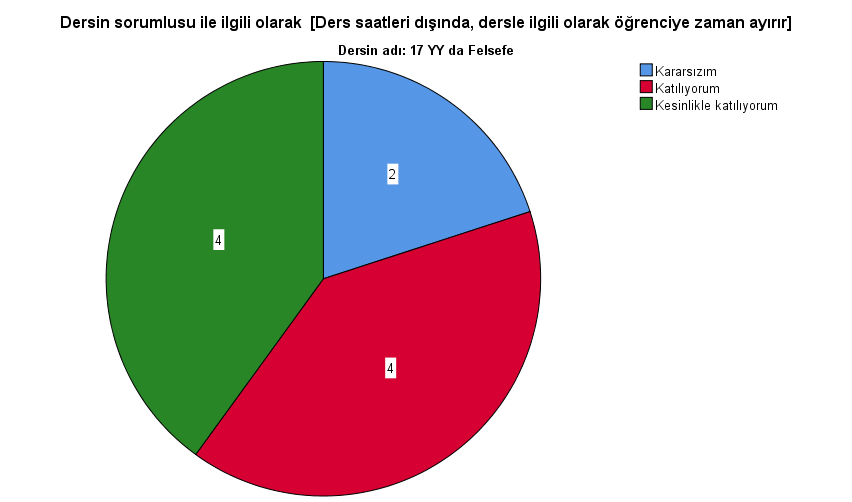 Dersin sorumlusu ile ilgili olarak  [Ders saatleri dışında, dersle ilgili olarak öğrenciye zaman ayırır]
Dersin adı: 17 YY da Felsefe
Kararsızım
Katılıyorum
Kesinlikle katılıyorum
2
4
4